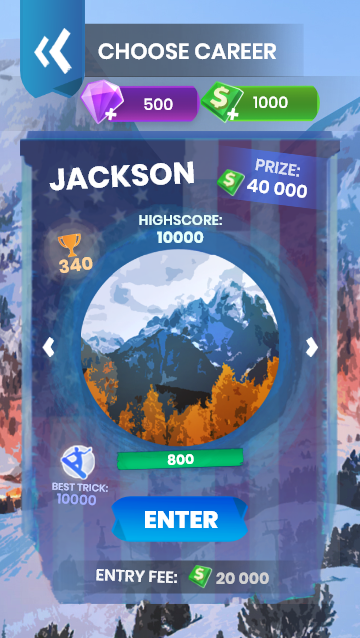 CHOOSE CAREER
500
1000
JACKSON
PRIZE:
40 000
HIGHSCORE:
10000
340
800
BEST TRICK:
10000
ENTER
ENTRY FEE: 20 000